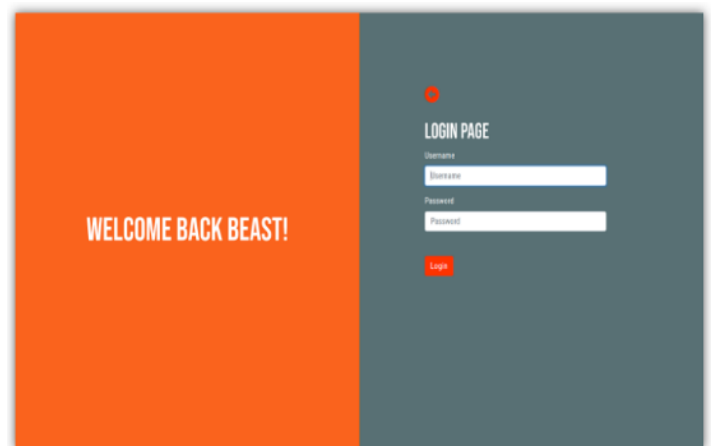 WELCOME BACK BEAST!
LOGIN PAGE
Username
Username
Password
Password
Login